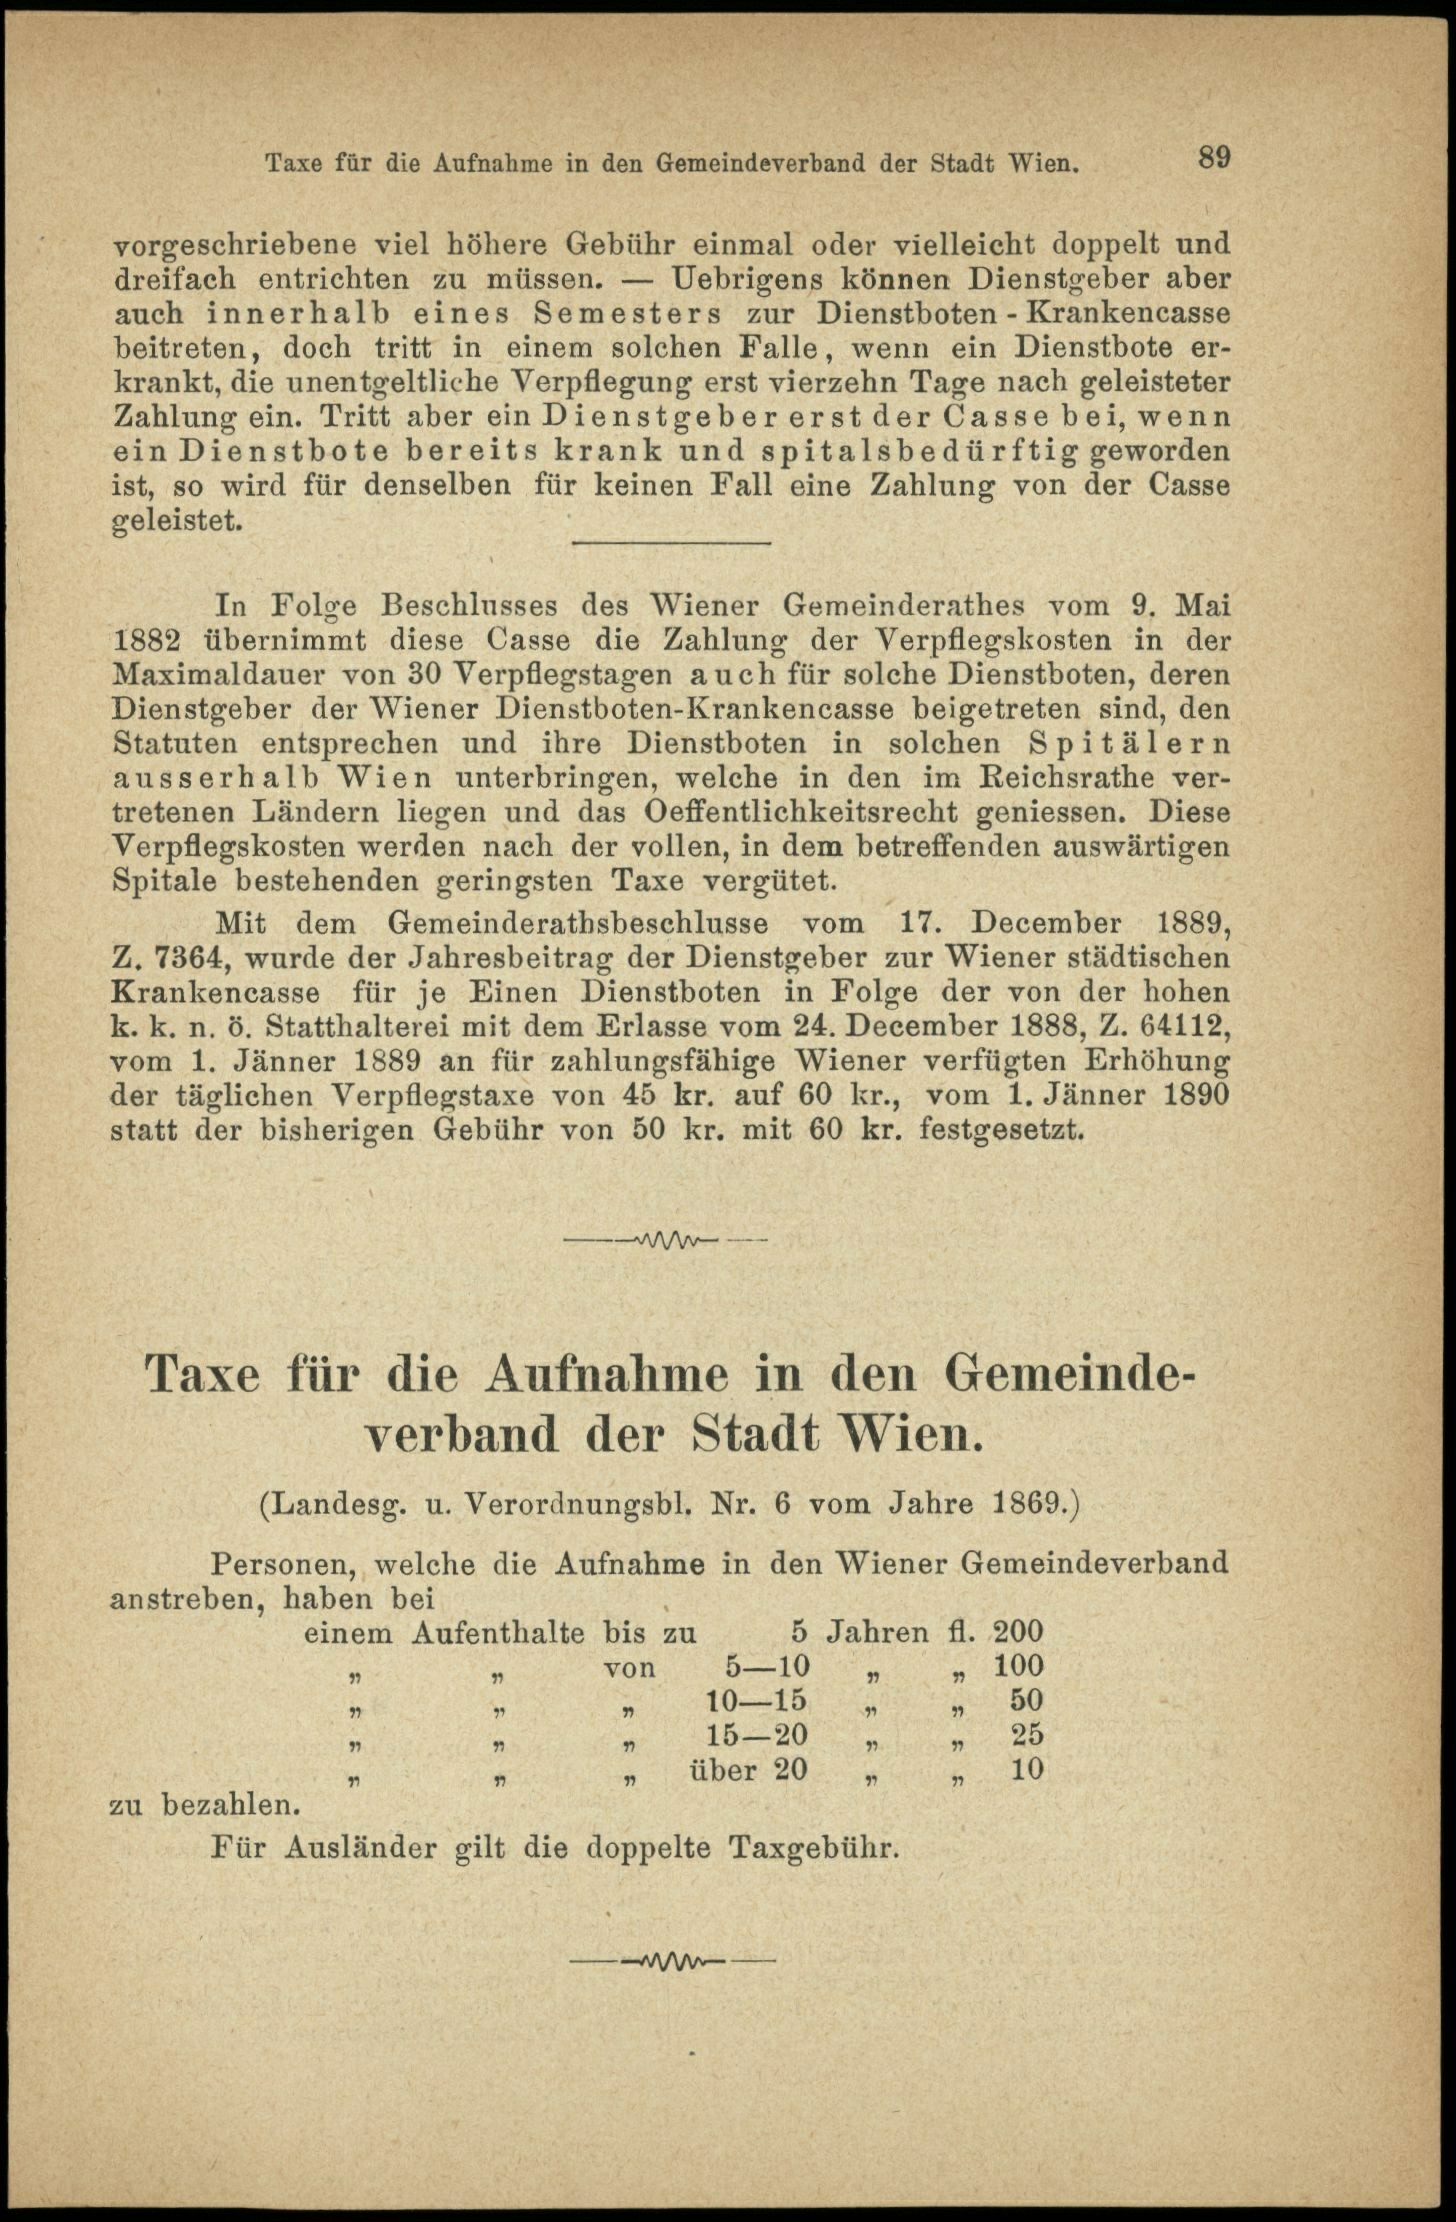 Taxe für die Aufnahme in den Gemeindeverband der Stadt Wien. 89
vorgeschriebene viel höhere Gebühr einmal oder vielleicht doppelt und
dreifach entrichten zu müssen. — Uebrigens können Dienstgeber aber
auch innerhalb eines Semesters zur Dienstboten-Krankencasse
beitreten, doch tritt in einem solchen Falle, wenn ein Dienstbote er-
krankt, die unentgeltliche Verpflegung erst vierzehn Tage nach geleisteter
Zahlung ein. Tritt aber ein Dienstgeber erst der Casse bei, wenn
ein Dienstbote bereits krank und spitalsbedürftig geworden
ist, so wird für denselben für keinen Fall eine Zahlung von der Casse
geleistet.
In Folge Beschlusses des Wiener Gemeinderathes vom 9. Mai
1882 übernimmt diese Casse die Zahlung der Verpflegskosten in der
Maximaldauer von 30 Verpflegstagen auch für solche Dienstboten, deren
Dienstgeber der Wiener Dienstboten-Krankencasse beigetreten sind, den
Statuten entsprechen und ihre Dienstboten in solchen Spitälern
ausserhalb Wien unterbringen, welche in den im Reichsrathe ver-
tretenen Ländern liegen und das Oeffentlichkeitsrecht geniessen. Diese
Verpflegskosten werden nach der vollen, in dem betreffenden auswärtigen
Spitale bestehenden geringsten Taxe vergütet.
Mit dem Gemeinderathsbeschlusse vom 17. December 1889,
Z. 7364, wurde der Jahresbeitrag der Dienstgeber zur Wiener städtischen
Krankencasse für je Einen Dienstboten in Folge der von der hohen
k. k. n. ö. Statthalterei mit dem Erlasse vom 24. December 1888, Z. 64112,
vom 1. Jänner 1889 an für zahlungsfähige Wiener verfügten Erhöhung
der täglichen Verpflegstaxe von 45 kr. auf 60 kr., vom 1. Jänner 1890
statt der bisherigen Gebühr von 50 kr. mit 60 kr. festgesetzt.
Taxe für die Aufnahme in den Gemeinde-
verband der Stadt Wien.
(Landesg. u. Verordnungsbl. Nr. 6 vom Jahre 1869.)
Personen, welche die Aufnahme in den Wiener Gemeindeverband
anstreben, haben bei
einem Aufenthalte bis zu 5 Jahren fl. 200
„ „ von 5—10 „ „ 100
„ „ „ 10—15 „ „ 50
„ „ „ 15—20 „ „ 25
„ „ „ über 20 „ „ 10
zu bezahlen.
Für Ausländer gilt die doppelte Taxgebühr.